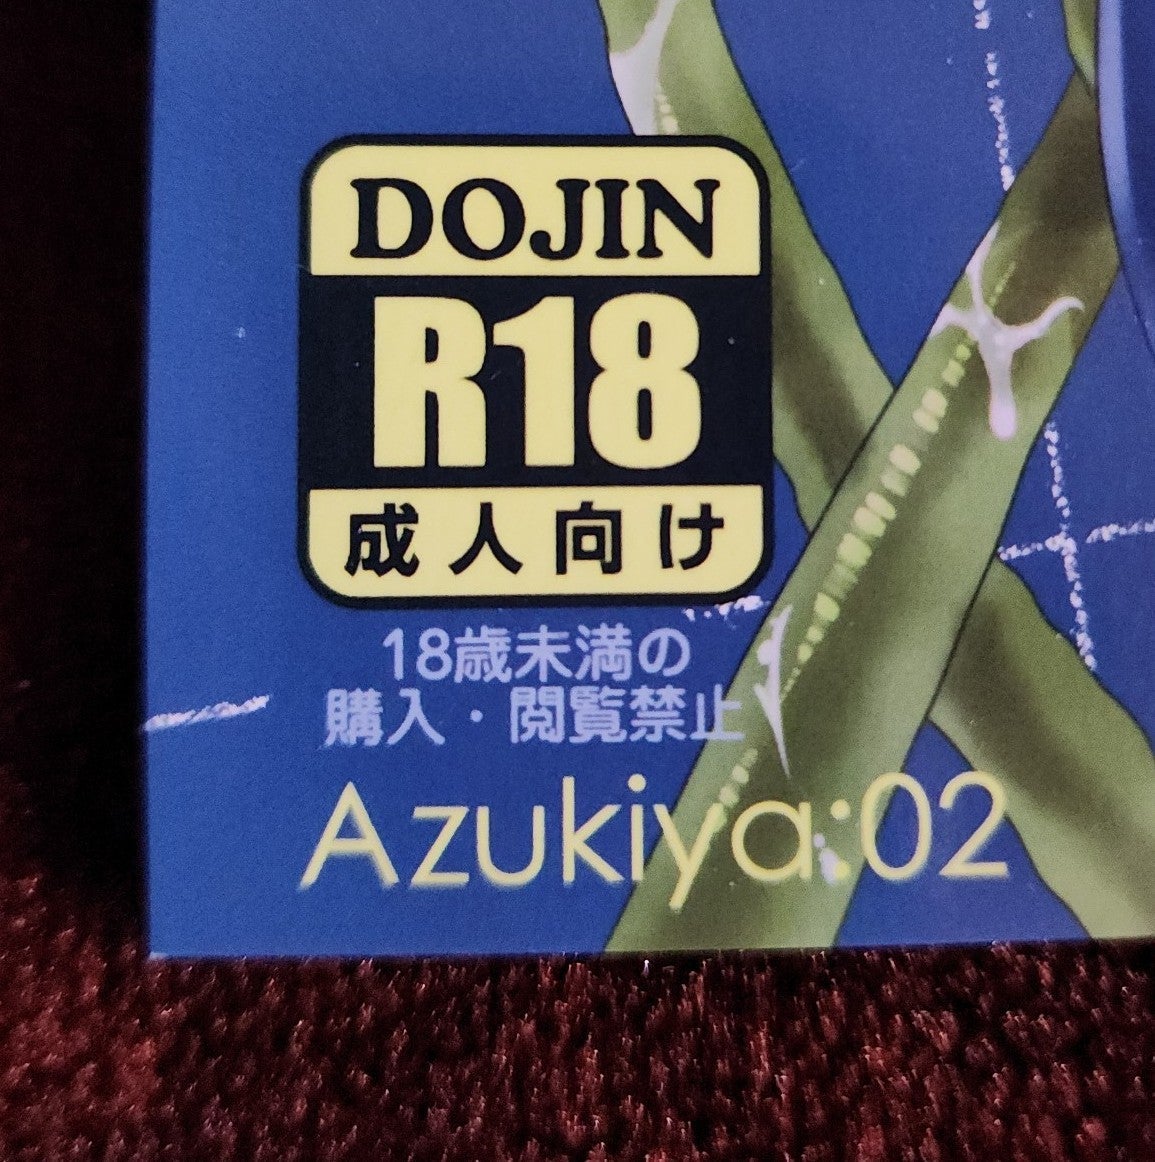 DOJIN
R18
成人向け
18歳未満の
購入・閲覧禁止
Azukiya:02